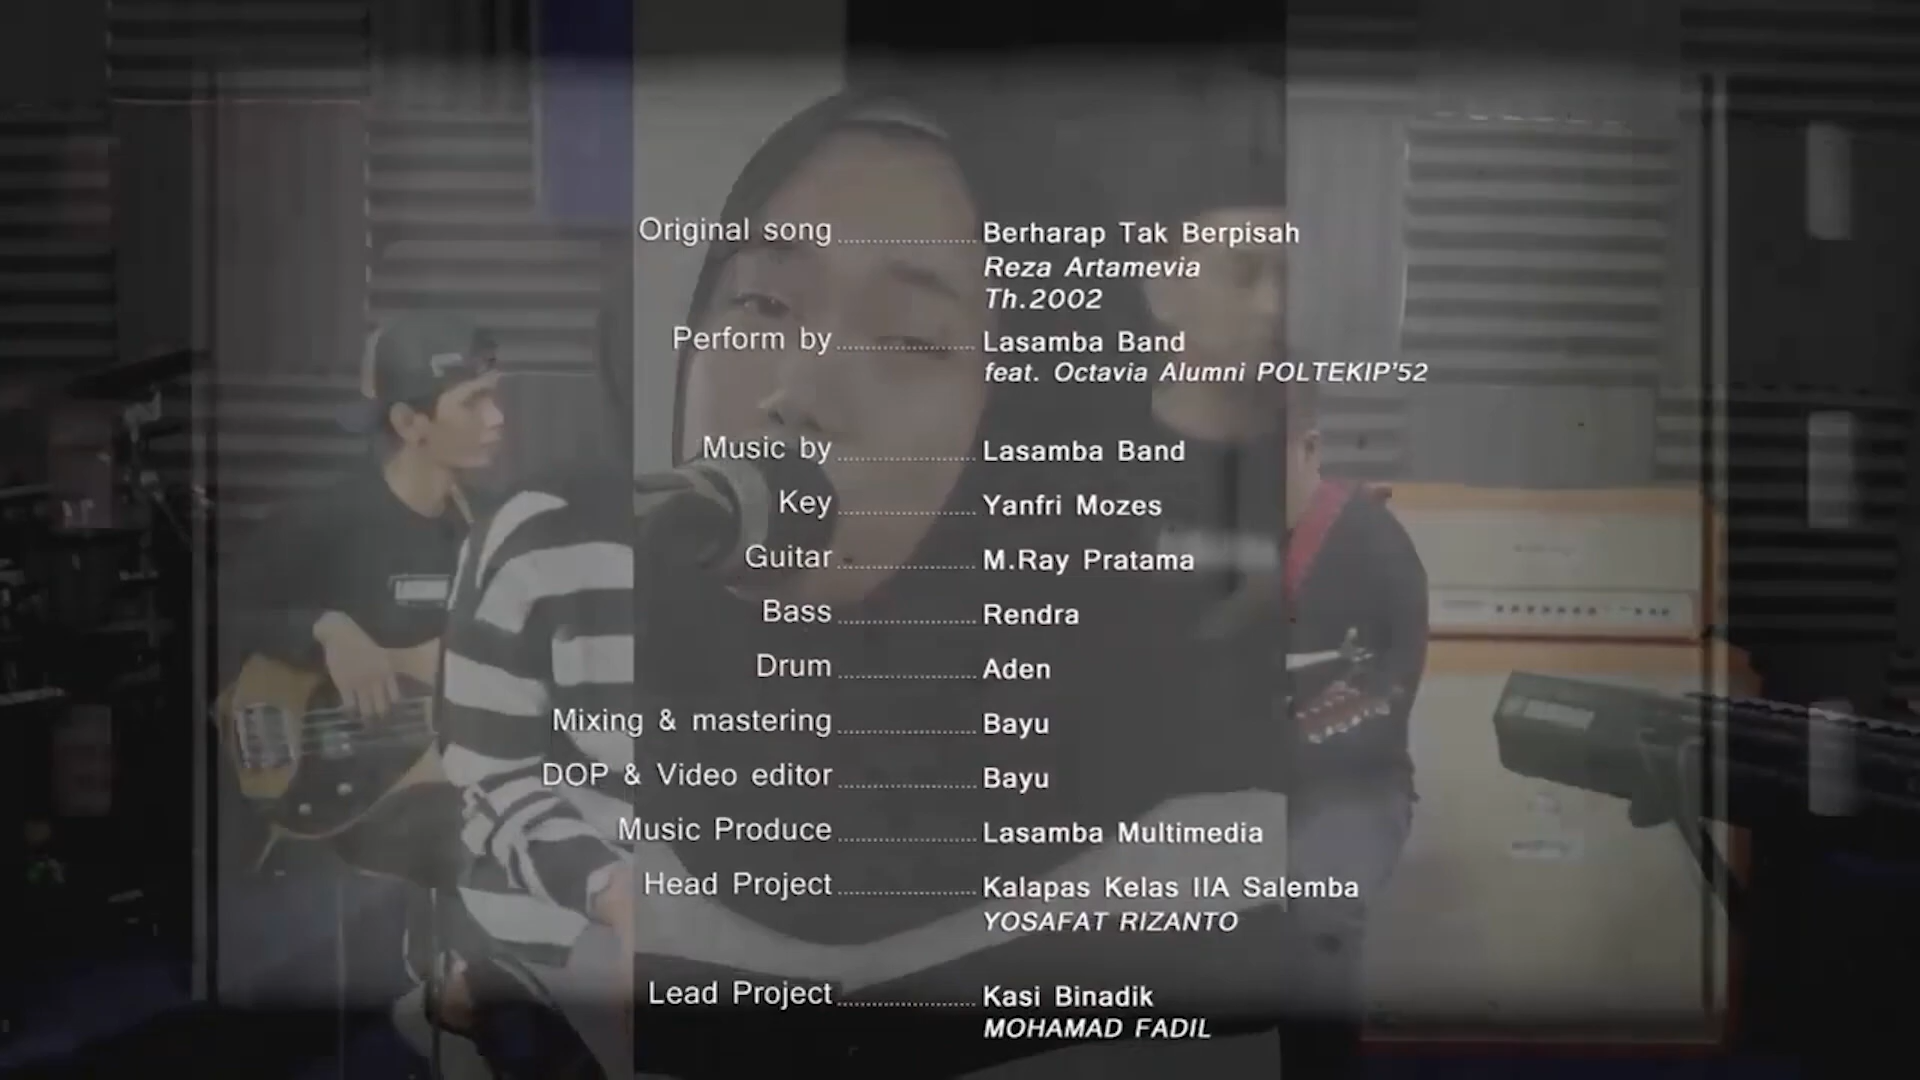 Original song ........................ Berharap Tak Berpisah
Reza Artamevia
Th.2002
Perform by ........................ Lasamba Band
feat. Octavia Alumni POLTEKIP'52
Music by ........................ Lasamba Band
Key ........................ Yanfri Mozes
Guitar ........................ M.Ray Pratama
Bass ........................ Rendra
Drum ........................ Aden
Mixing & mastering ........................ Bayu
DOP & Video editor ........................ Bayu
Music Produce ........................ Lasamba Multimedia
Head Project ........................ Kalapas Kelas IIA Salemba
YOSAFAT RIZANTO
Lead Project ........................ Kasi Binadik
MOHAMAD FADIL